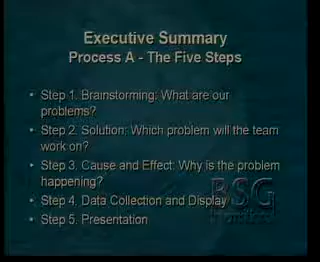 Executive Summary
Process A - The Five Steps
• Step 1. Brainstorming: What are our
problems?
• Step 2. Solution: Which problem will the team
work on?
• Step 3. Cause and Effect: Why is the problem
happening?
• Step 4. Data Collection and Display
• Step 5. Presentation
BSG